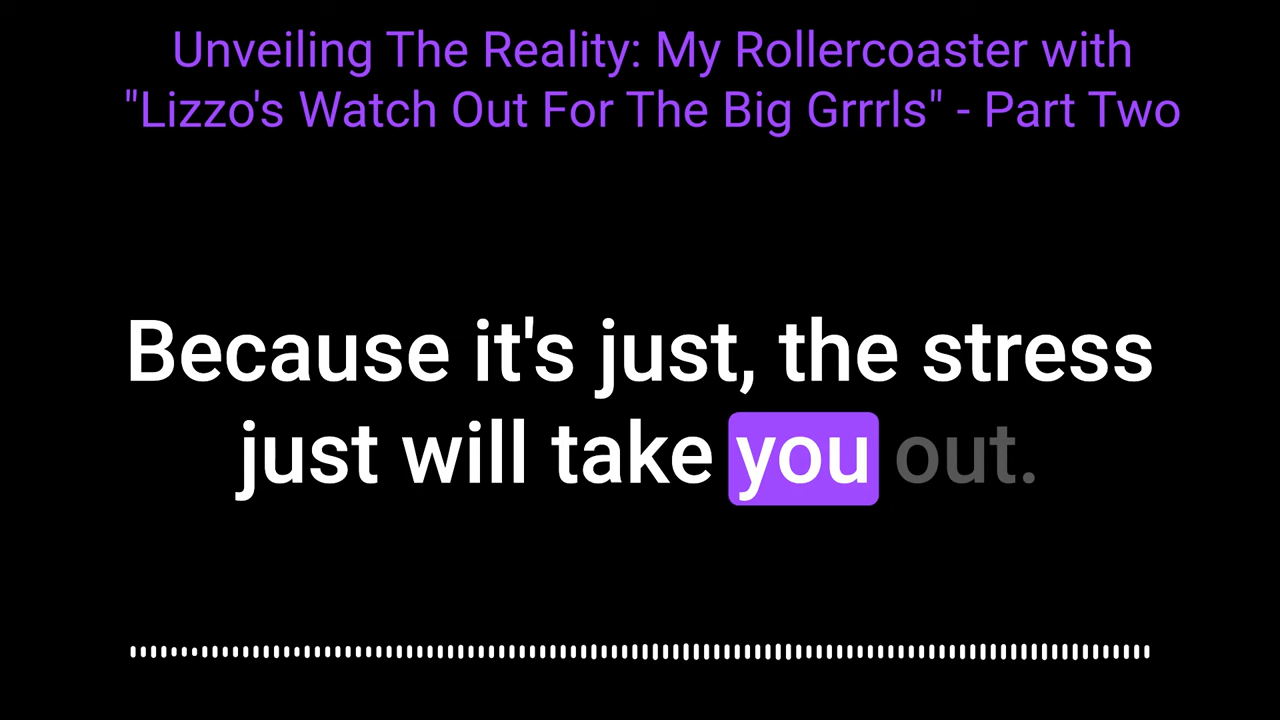 Unveiling The Reality: My Rollercoaster with
"Lizzo's Watch Out For The Big Grrrls" - Part Two
Because it's just, the stress
just will take you out.